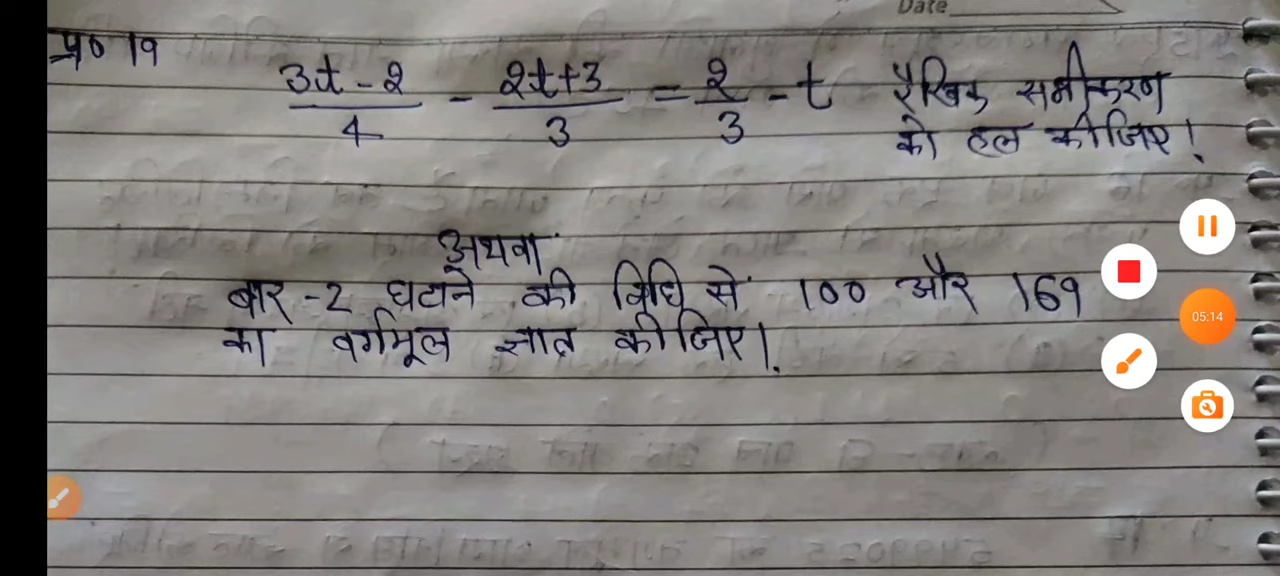 Date
प्र० 19
3t - 2 / 4 - 2t+3 / 3 = 2 / 3 - t रैखिक समीकरण
को हल कीजिए।
अथवा
बार -2 घटाने की विधि से 100 और 169
का वर्गमूल ज्ञात कीजिए।
05:14